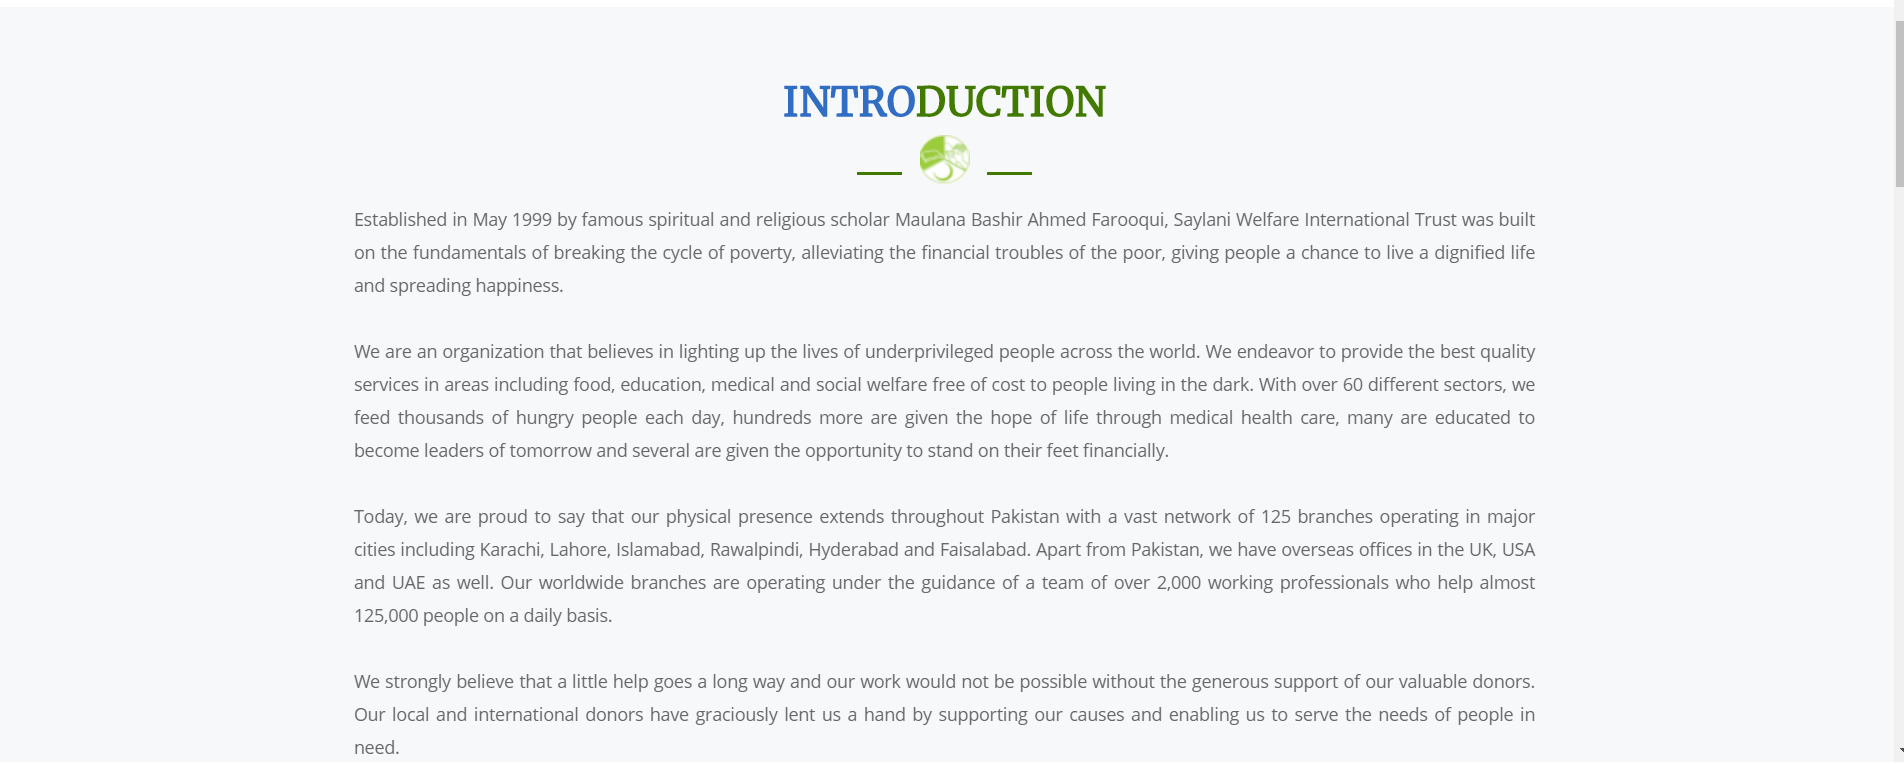 INTRODUCTION
Established in May 1999 by famous spiritual and religious scholar Maulana Bashir Ahmed Farooqui, Saylani Welfare International Trust was built
on the fundamentals of breaking the cycle of poverty, alleviating the financial troubles of the poor, giving people a chance to live a dignified life
and spreading happiness.
We are an organization that believes in lighting up the lives of underprivileged people across the world. We endeavor to provide the best quality
services in areas including food, education, medical and social welfare free of cost to people living in the dark. With over 60 different sectors, we
feed thousands of hungry people each day, hundreds more are given the hope of life through medical health care, many are educated to
become leaders of tomorrow and several are given the opportunity to stand on their feet financially.
Today, we are proud to say that our physical presence extends throughout Pakistan with a vast network of 125 branches operating in major
cities including Karachi, Lahore, Islamabad, Rawalpindi, Hyderabad and Faisalabad. Apart from Pakistan, we have overseas offices in the UK, USA
and UAE as well. Our worldwide branches are operating under the guidance of a team of over 2,000 working professionals who help almost
125,000 people on a daily basis.
We strongly believe that a little help goes a long way and our work would not be possible without the generous support of our valuable donors.
Our local and international donors have graciously lent us a hand by supporting our causes and enabling us to serve the needs of people in
need.